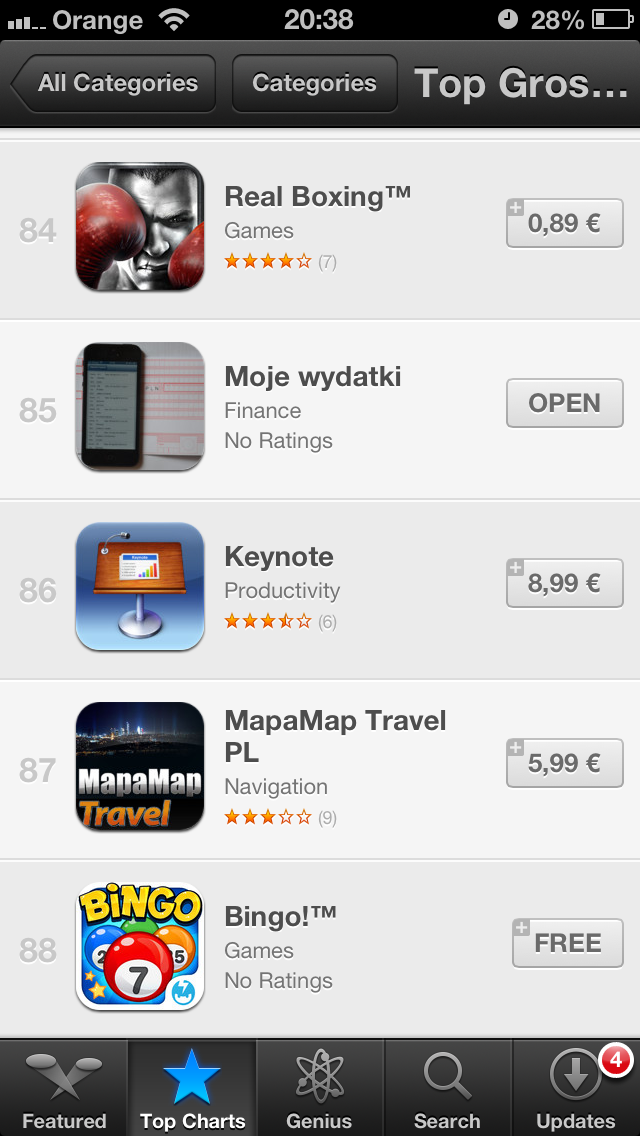 Orange 20:38 28%
All Categories Categories Top Gros...
84 Real Boxing™ 0,89 €
Games
(7)
85 Moje wydatki OPEN
Finance
No Ratings
86 Keynote 8,99 €
Productivity
(6)
87 MapaMap Travel
PL 5,99 €
Navigation
(9)
MapaMap
Travel
88 Bingo!™ FREE
Games
No Ratings
BINGO
7
Featured Top Charts Genius Search Updates 4